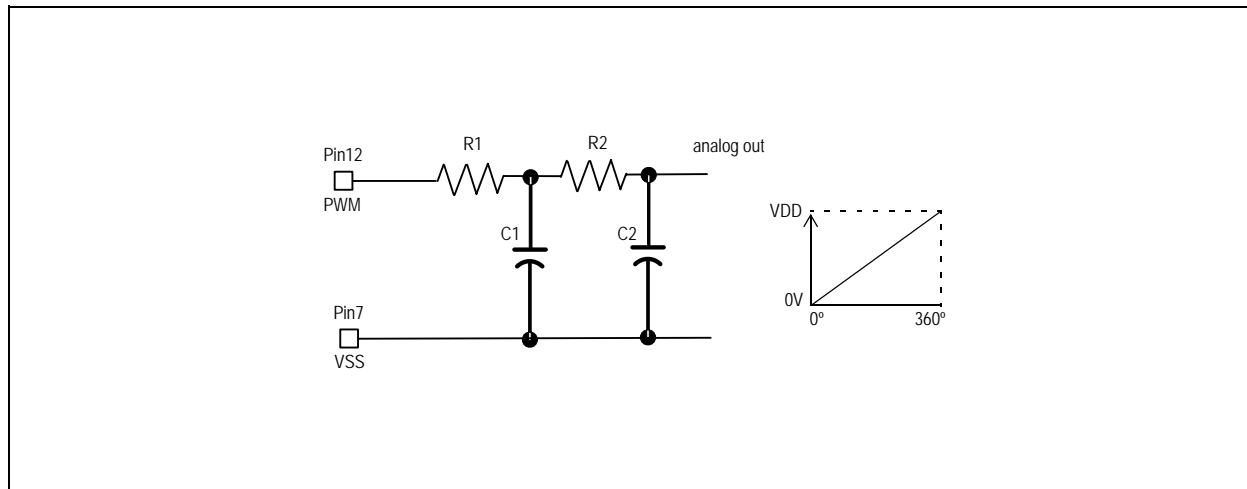 R1
R2
analog out
Pin12
PWM
C1
C2
VDD
0V
0º
360º
Pin7
VSS